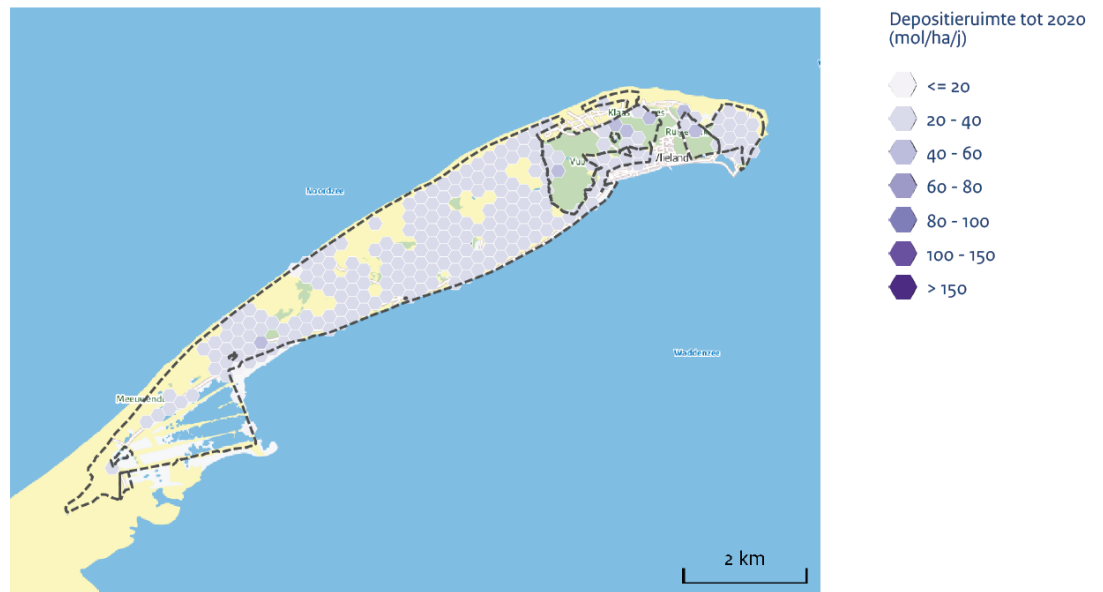 Depositieruimte tot 2020
(mol/ha/j)
<= 20
20 - 40
40 - 60
60 - 80
80 - 100
100 - 150
> 150
Klaas
Vlieland
Noordzee
Waddenzee
2 km